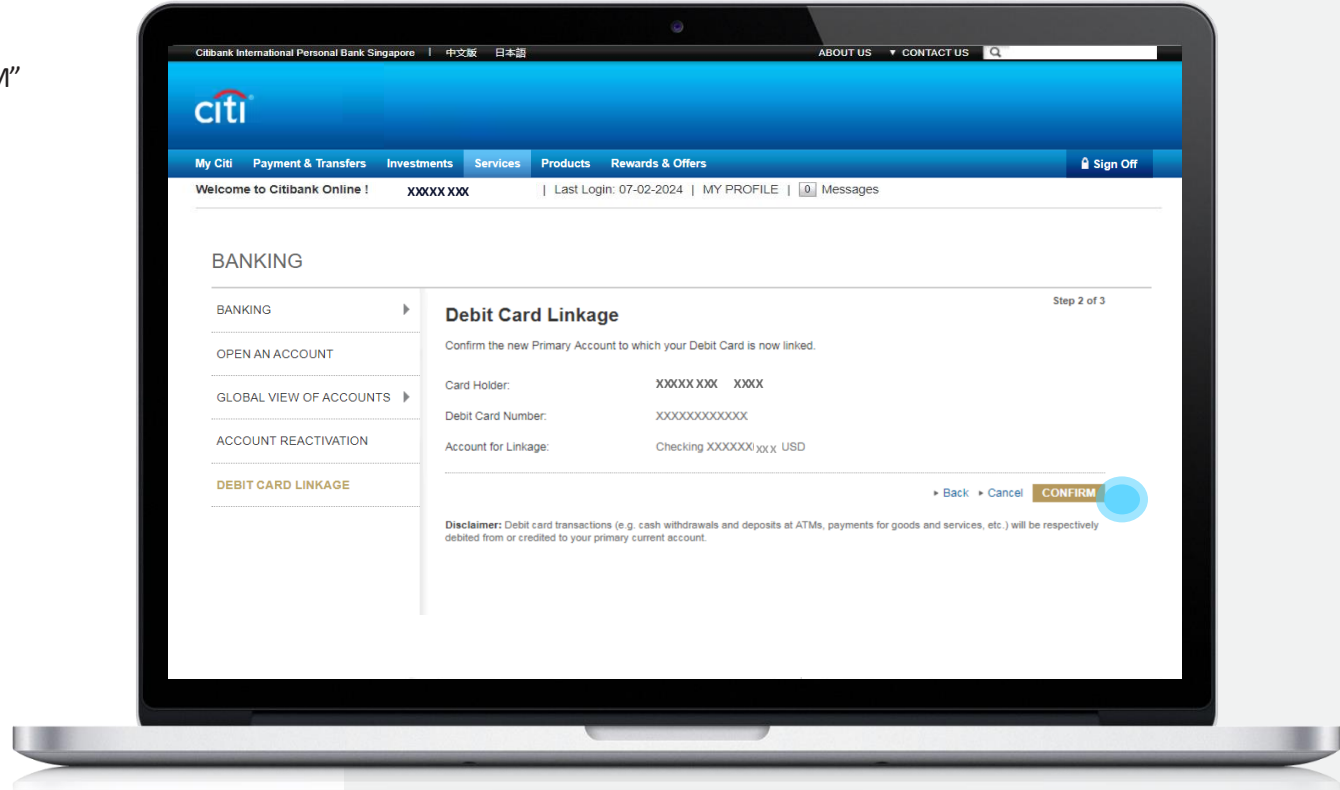 M”
Citibank International Personal Bank Singapore | 中文版 日本語 ABOUT US ▼ CONTACT US
citi
My Citi Payment & Transfers Investments Services Products Rewards & Offers Sign Off
Welcome to Citibank Online ! XXXXX XXX | Last Login: 07-02-2024 | MY PROFILE | 0 Messages
BANKING
BANKING
OPEN AN ACCOUNT
GLOBAL VIEW OF ACCOUNTS
ACCOUNT REACTIVATION
DEBIT CARD LINKAGE
Step 2 of 3
Debit Card Linkage
Confirm the new Primary Account to which your Debit Card is now linked.
Card Holder: XXXXX XXX XXXX
Debit Card Number: XXXXXXXXXXXX
Account for Linkage: Checking XXXXXX XXX USD
Back Cancel CONFIRM
Disclaimer: Debit card transactions (e.g. cash withdrawals and deposits at ATMs, payments for goods and services, etc.) will be respectively
debited from or credited to your primary current account.